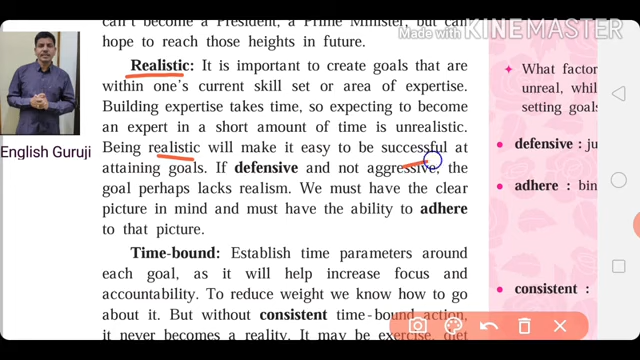 can't become a President, a Prime Minister, but can
hope to reach those heights in future.
Made with KINEMASTER
Realistic: It is important to create goals that are
within one's current skill set or area of expertise.
Building expertise takes time, so expecting to become
an expert in a short amount of time is unrealistic.
Being realistic will make it easy to be successful at
attaining goals. If defensive and not aggressive, the
goal perhaps lacks realism. We must have the clear
picture in mind and must have the ability to adhere
to that picture.
Time-bound: Establish time parameters around
each goal, as it will help increase focus and
accountability. To reduce weight we know how to go
about it. But without consistent time-bound action,
it never becomes a reality. It may be exercise, diet
English Guruji
What factor
unreal, whil
setting goals
defensive : ju
adhere : bin
consistent :